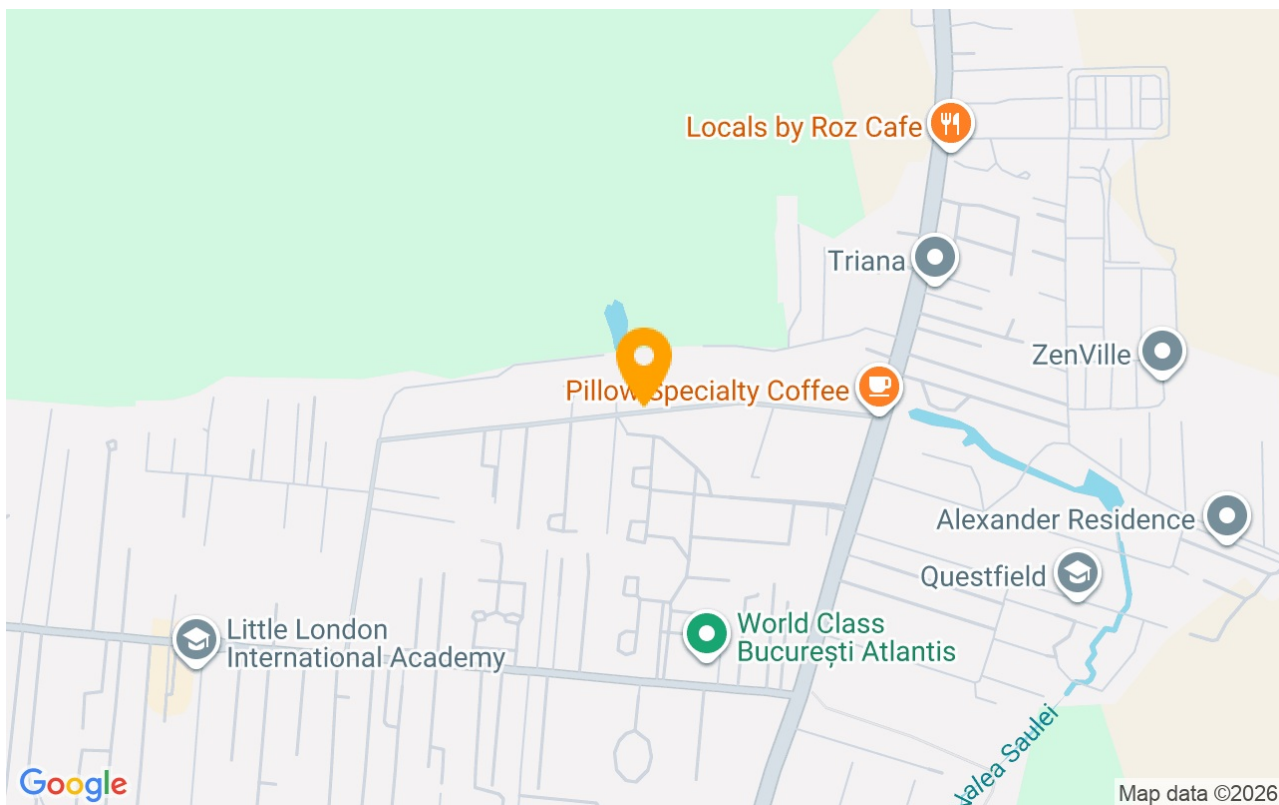 Locals by Roz Cafe
Triana
ZenVille
Pillow Specialty Coffee
Alexander Residence
Questfield
World Class
București Atlantis
Little London
International Academy
Valea Saulei
Google
Map data ©2026